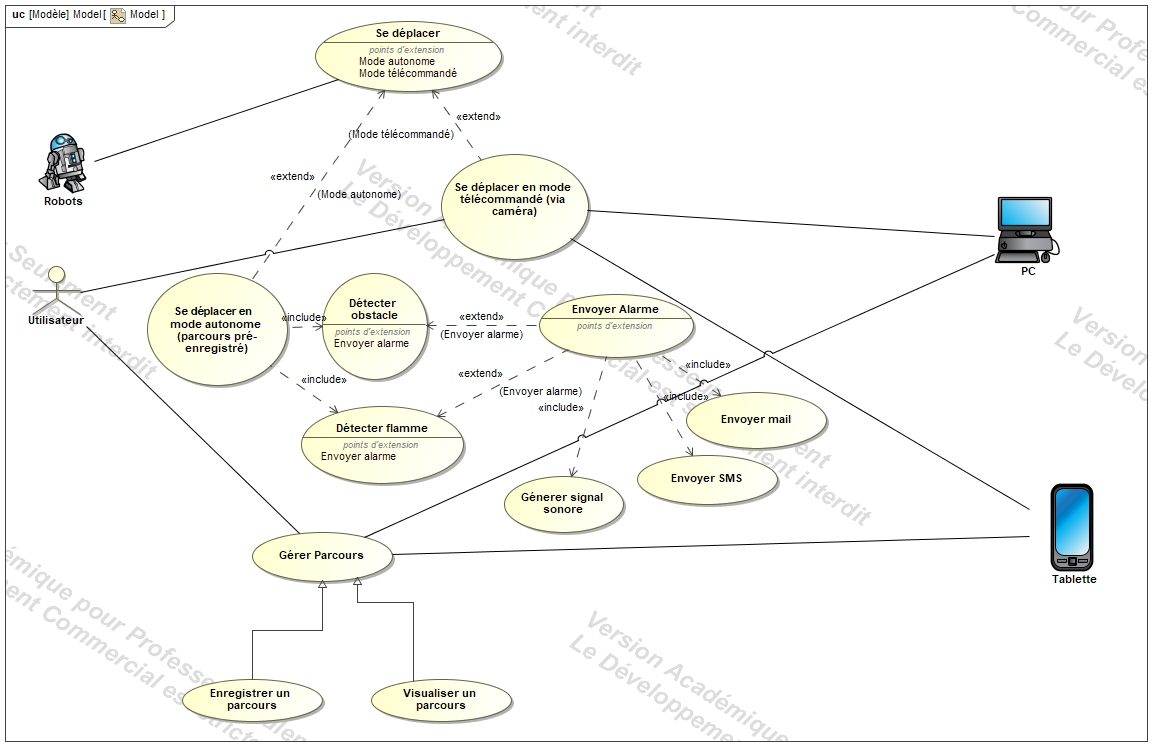 uc [Modèle] Model [ Model ]
Se déplacer
points d'extension
Mode autonome
Mode télécommandé
«extend»
(Mode télécommandé)
«extend»
(Mode autonome)
Robots
Se déplacer en mode
télécommandé (via
caméra)
PC
Utilisateur
Se déplacer en
mode autonome
(parcours pré-
enregistré)
«include»
Détecter
obstacle
points d'extension
Envoyer alarme
«extend»
(Envoyer alarme)
Envoyer Alarme
points d'extension
«include»
«include»
Détecter flamme
points d'extension
Envoyer alarme
«extend»
(Envoyer alarme)
«include»
«include»
Envoyer mail
Envoyer SMS
Génerer signal
sonore
Gérer Parcours
Tablette
Enregistrer un
parcours
Visualiser un
parcours
Version Académique pour Professeurs Seulement
Le Développement Commercial est strictement interdit